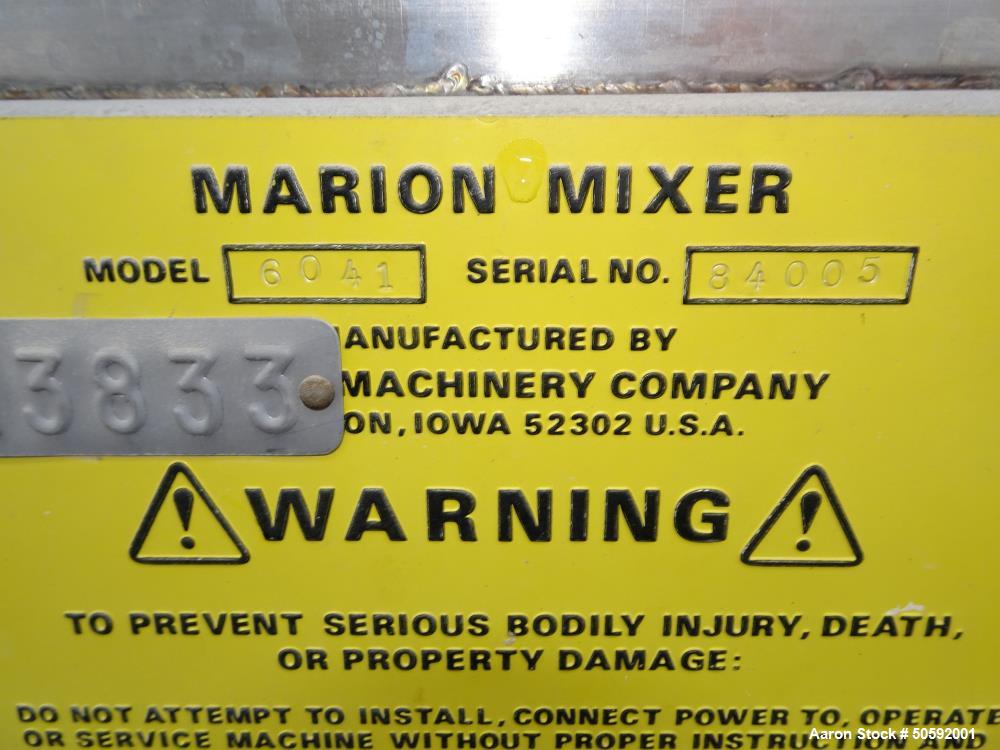 MARION MIXER
MODEL 6041 SERIAL NO. 84005
ANUFACTURED BY
3833
MACHINERY COMPANY
ON, IOWA 52302 U.S.A.
WARNING
TO PREVENT SERIOUS BODILY INJURY, DEATH,
OR PROPERTY DAMAGE:
DO NOT ATTEMPT TO INSTALL, CONNECT POWER TO, OPERATE
OR SERVICE MACHINE WITHOUT PROPER
Aaron Stock # 50592001